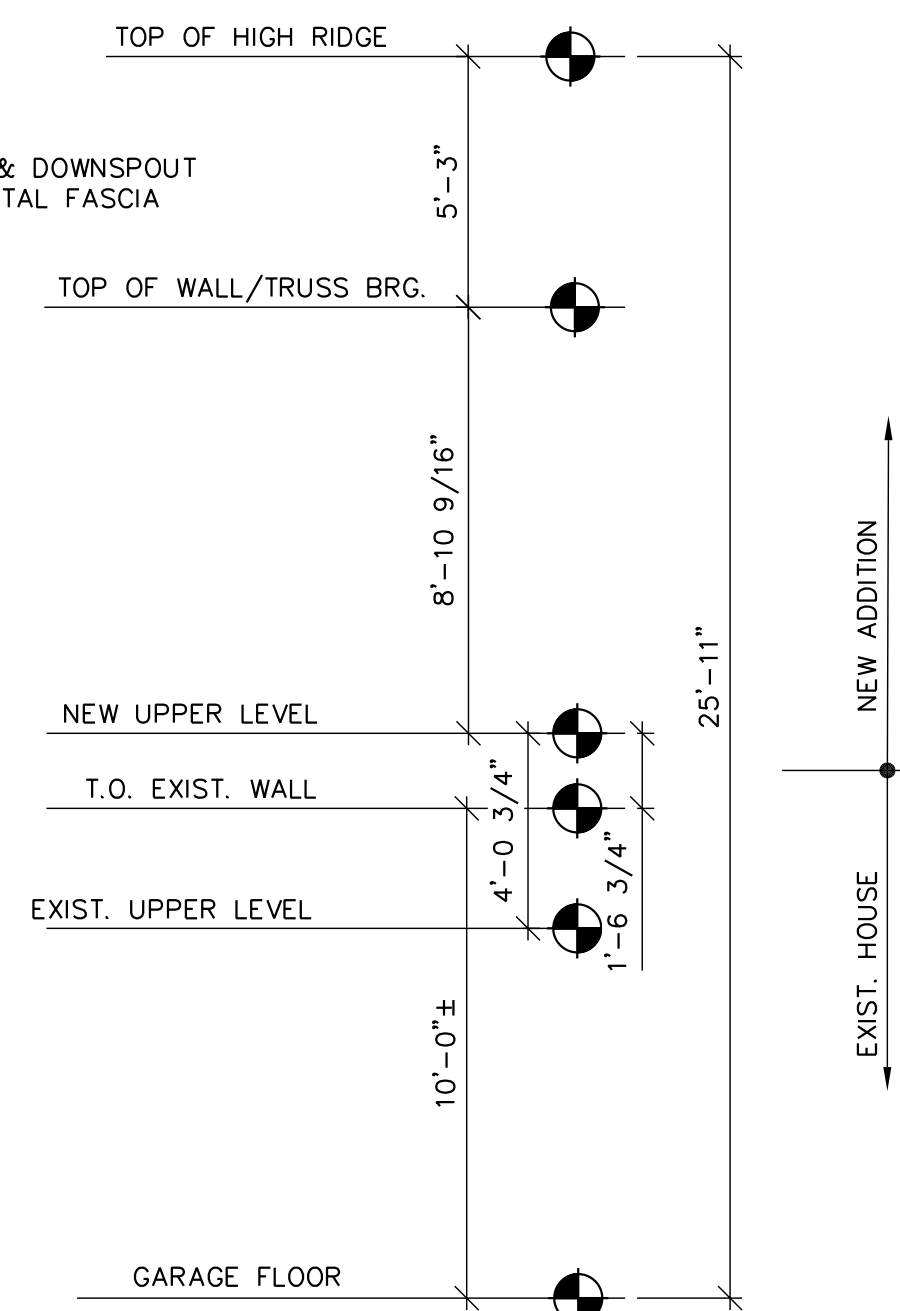 TOP OF HIGH RIDGE
5'-3"
& DOWNSPOUT
TAL FASCIA
TOP OF WALL/TRUSS BRG.
8'-10 9/16"
NEW ADDITION
25'-11"
NEW UPPER LEVEL
4'-0 3/4"
T.O. EXIST. WALL
1'-6 3/4"
EXIST. UPPER LEVEL
EXIST. HOUSE
10'-0"±
GARAGE FLOOR